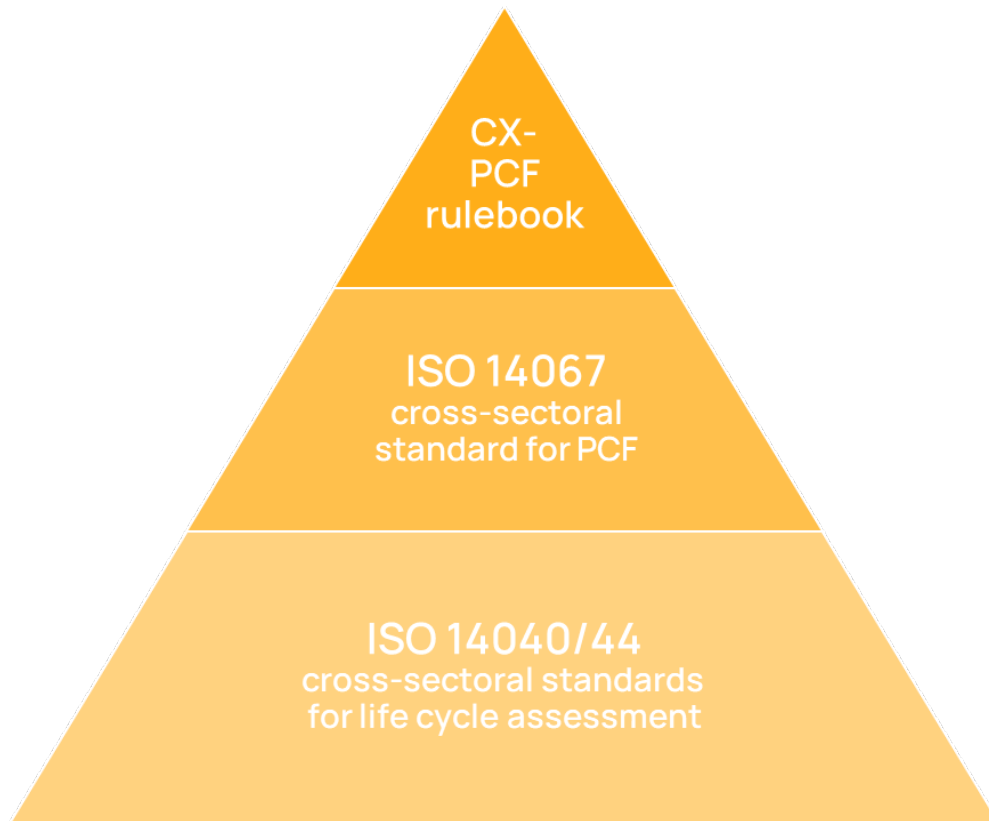 CX-
PCF
rulebook
ISO 14067
cross-sectoral
standard for PCF
ISO 14040/44
cross-sectoral standards
for life cycle assessment